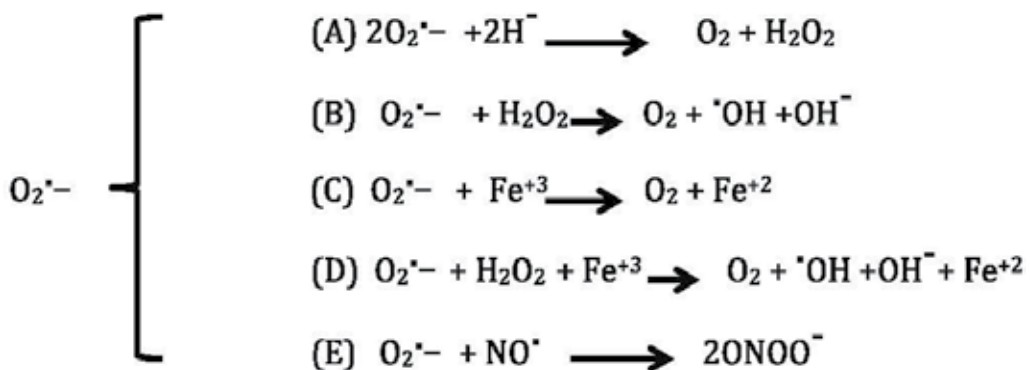 (A) 2O₂•– +2H⁻ ⟶ O₂ + H₂O₂
(B) O₂•– + H₂O₂ ⟶ O₂ + •OH +OH⁻
O₂•–
(C) O₂•– + Fe⁺³ ⟶ O₂ + Fe⁺²
(D) O₂•– + H₂O₂ + Fe⁺³ ⟶ O₂ + •OH +OH⁻ + Fe⁺²
(E) O₂•– + NO• ⟶ 2ONOO⁻